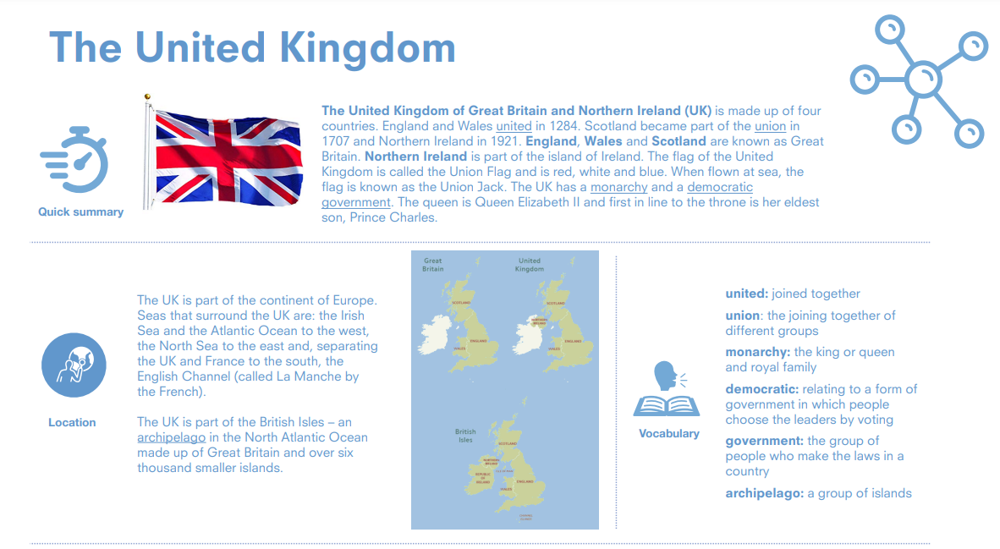 The United Kingdom
The United Kingdom of Great Britain and Northern Ireland (UK) is made up of four
countries. England and Wales united in 1284. Scotland became part of the union in
1707 and Northern Ireland in 1921. England, Wales and Scotland are known as Great
Britain. Northern Ireland is part of the island of Ireland. The flag of the United
Kingdom is called the Union Flag and is red, white and blue. When flown at sea, the
flag is known as the Union Jack. The UK has a monarchy and a democratic
government. The queen is Queen Elizabeth II and first in line to the throne is her eldest
son, Prince Charles.
Quick summary
The UK is part of the continent of Europe.
Seas that surround the UK are: the Irish
Sea and the Atlantic Ocean to the west,
the North Sea to the east and, separating
the UK and France to the south, the
English Channel (called La Manche by
the French).
The UK is part of the British Isles – an
archipelago in the North Atlantic Ocean
made up of Great Britain and over six
thousand smaller islands.
Location
Great
Britain
SCOTLAND
ENGLAND
WALES
United
Kingdom
SCOTLAND
NORTHERN
IRELAND
ENGLAND
WALES
British
Isles
SCOTLAND
NORTHERN
IRELAND
REPUBLIC
OF
IRELAND
ENGLAND
WALES
united: joined together
union: the joining together of
different groups
monarchy: the king or queen
and royal family
democratic: relating to a form of
government in which people
choose the leaders by voting
government: the group of
people who make the laws in a
country
archipelago: a group of islands
Vocabulary